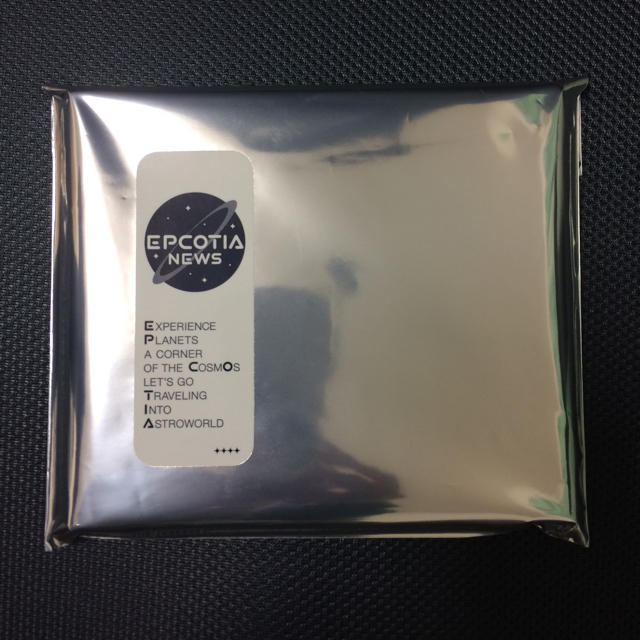 EPCOTIA
NEWS
EXPERIENCE
PLANETS
A CORNER
OF THE COSMOS
LET'S GO
TRAVELING
INTO
ASTROWORLD